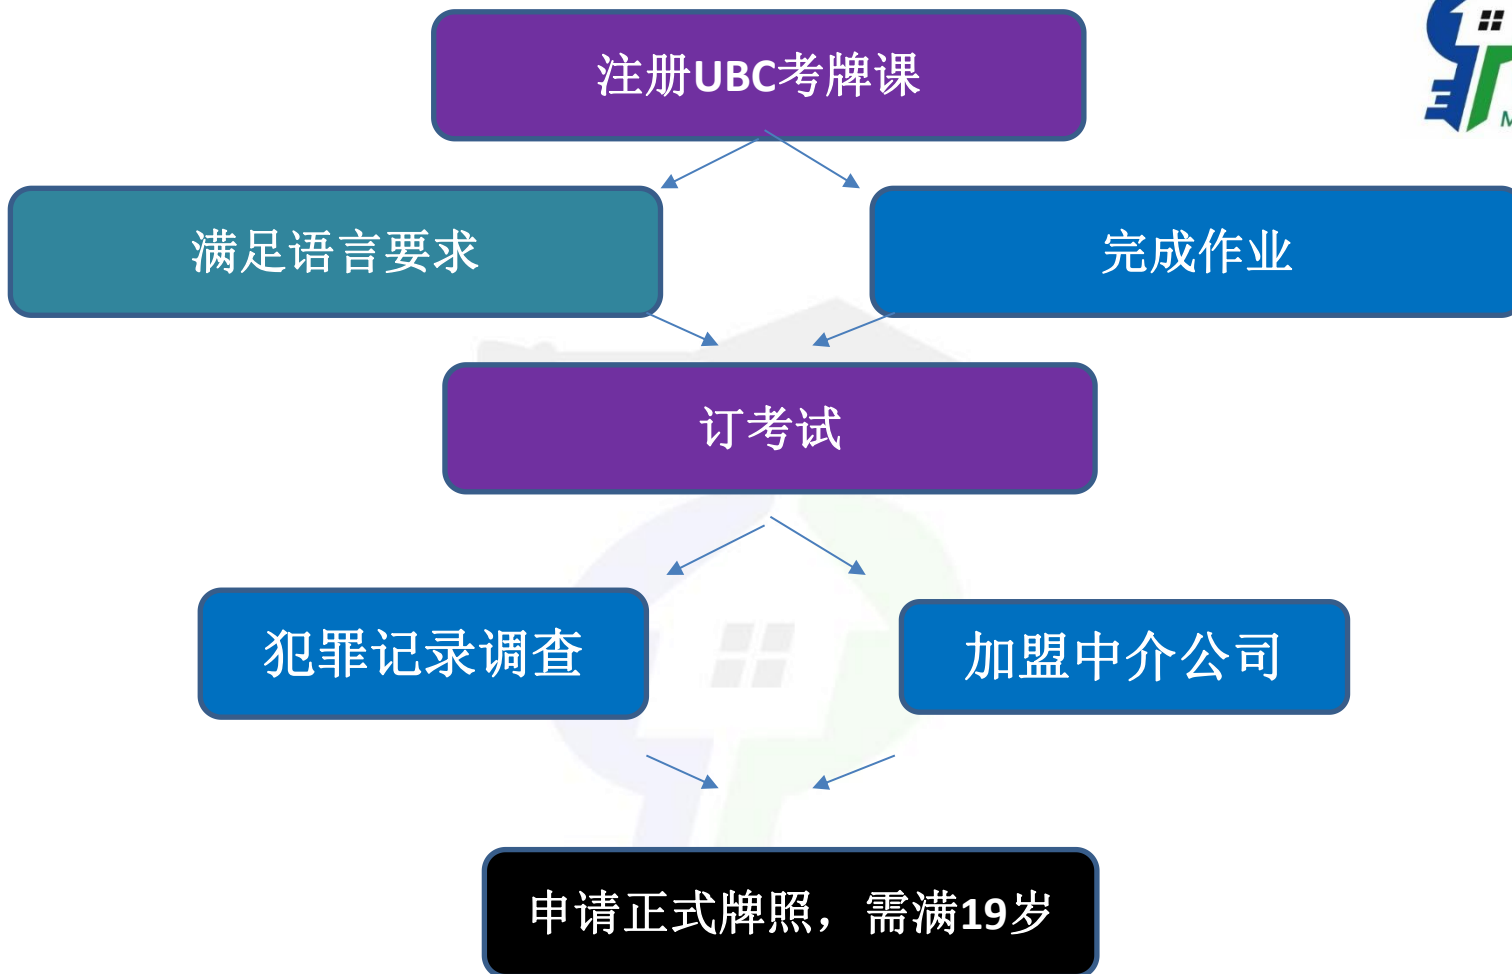 注册UBC考牌课
M
满足语言要求
完成作业
订考试
犯罪记录调查
加盟中介公司
申请正式牌照，需满19岁